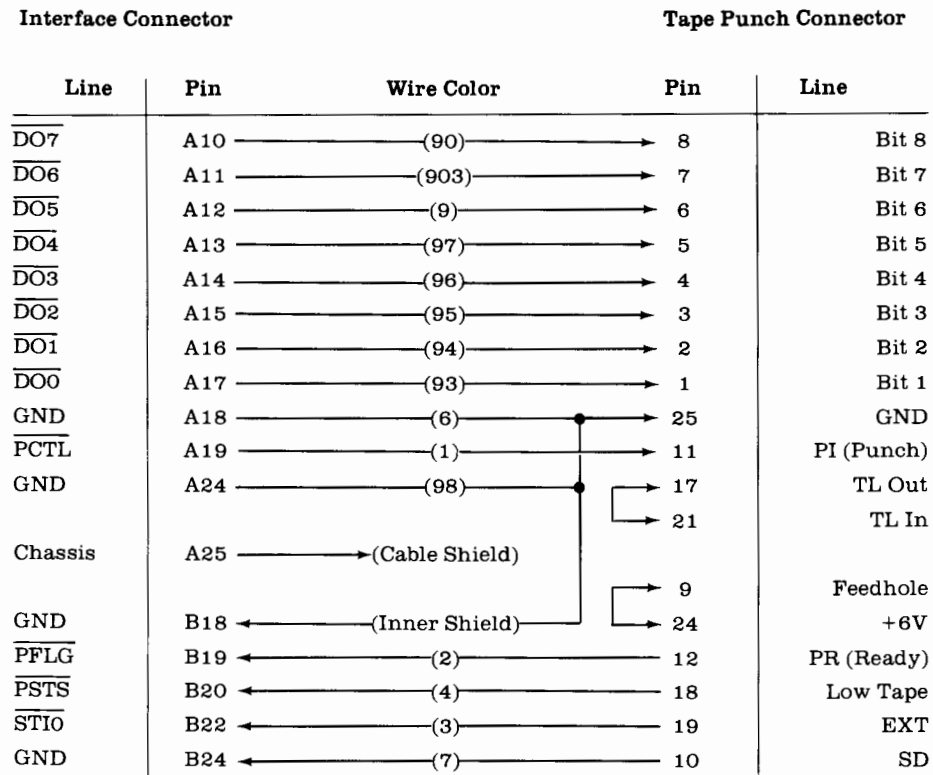 Interface Connector Tape Punch Connector
Line Pin Wire Color Pin Line
DO7 A10 (90) 8 Bit 8
DO6 A11 (903) 7 Bit 7
DO5 A12 (9) 6 Bit 6
DO4 A13 (97) 5 Bit 5
DO3 A14 (96) 4 Bit 4
DO2 A15 (95) 3 Bit 3
DO1 A16 (94) 2 Bit 2
DO0 A17 (93) 1 Bit 1
GND A18 (6) 25 GND
PCTL A19 (1) 11 PI (Punch)
GND A24 (98) 17 TL Out
21 TL In
Chassis A25 (Cable Shield)
9 Feedhole
GND B18 (Inner Shield) 24 +6V
PFLG B19 (2) 12 PR (Ready)
PSTS B20 (4) 18 Low Tape
STI0 B22 (3) 19 EXT
GND B24 (7) 10 SD